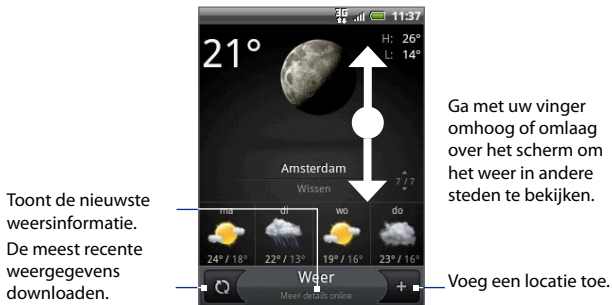 3G 11:37
21°
H: 26°
L: 14°
Amsterdam
Wissen
7 / 7
ma di wo do
24° / 18° 22° / 13° 19° / 16° 23° / 16°
Weer
Meer details online
+
Toont de nieuwste
weersinformatie.
De meest recente
weergegevens
downloaden.
Ga met uw vinger
omhoog of omlaag
over het scherm om
het weer in andere
steden te bekijken.
Voeg een locatie toe.